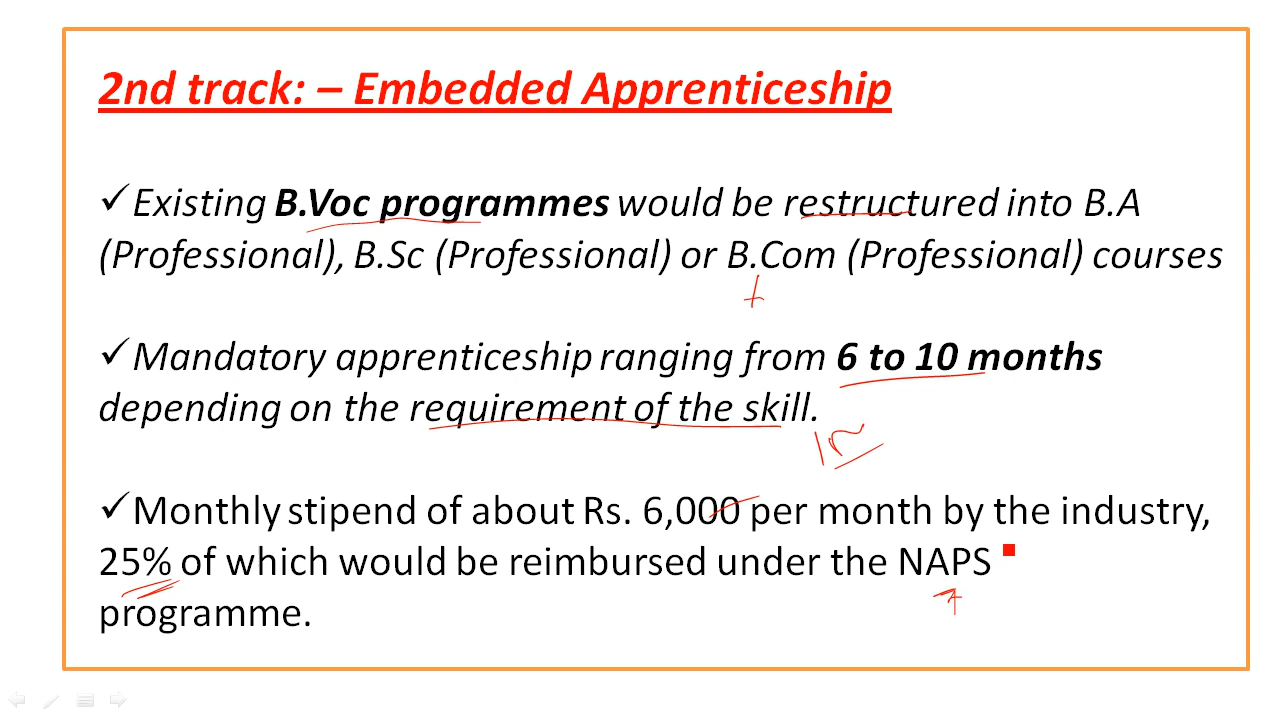 2nd track: – Embedded Apprenticeship
✓Existing B.Voc programmes would be restructured into B.A
(Professional), B.Sc (Professional) or B.Com (Professional) courses
✓Mandatory apprenticeship ranging from 6 to 10 months
depending on the requirement of the skill.
✓Monthly stipend of about Rs. 6,000 per month by the industry,
25% of which would be reimbursed under the NAPS
programme.